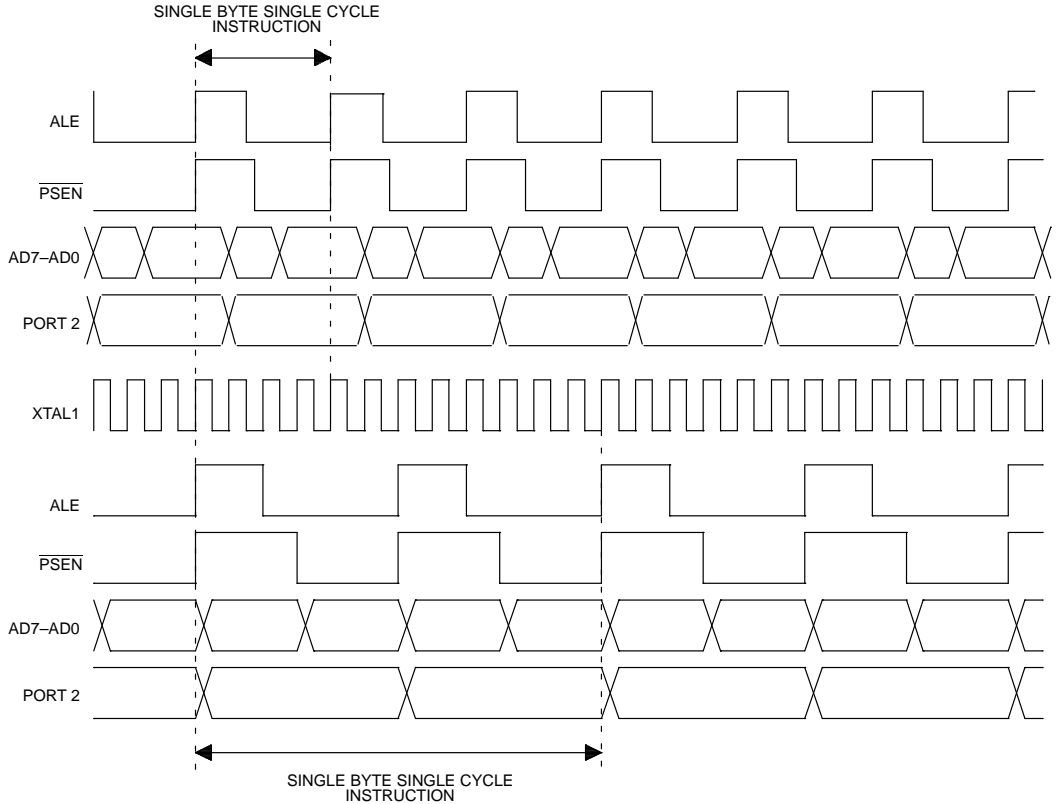 SINGLE BYTE SINGLE CYCLE
INSTRUCTION
ALE
PSEN
AD7–AD0
PORT 2
XTAL1
ALE
PSEN
AD7–AD0
PORT 2
SINGLE BYTE SINGLE CYCLE
INSTRUCTION